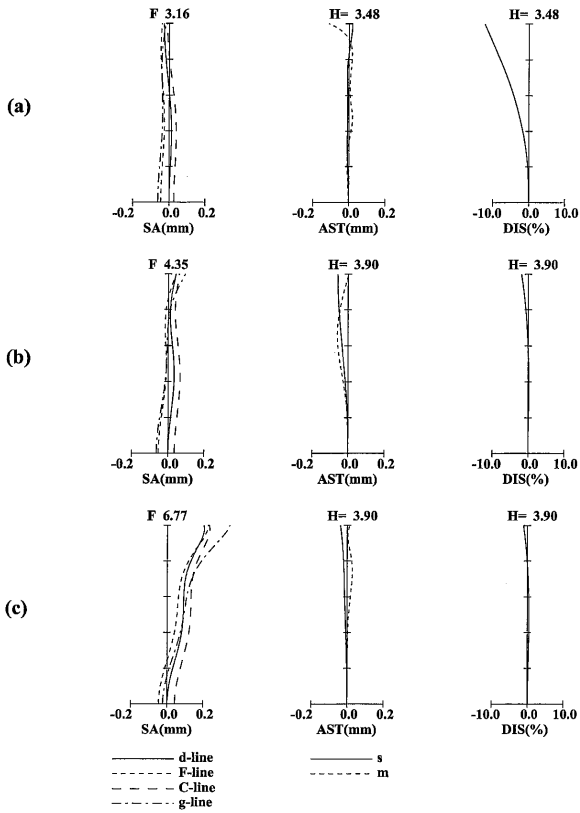 F 3.16 H= 3.48 H= 3.48
(a)
-0.2 0.0 0.2 -0.2 0.0 0.2 -10.0 0.0 10.0
SA(mm) AST(mm) DIS(%)
F 4.35 H= 3.90 H= 3.90
(b)
-0.2 0.0 0.2 -0.2 0.0 0.2 -10.0 0.0 10.0
SA(mm) AST(mm) DIS(%)
F 6.77 H= 3.90 H= 3.90
(c)
-0.2 0.0 0.2 -0.2 0.0 0.2 -10.0 0.0 10.0
SA(mm) AST(mm) DIS(%)
d-line s
F-line m
C-line
g-line